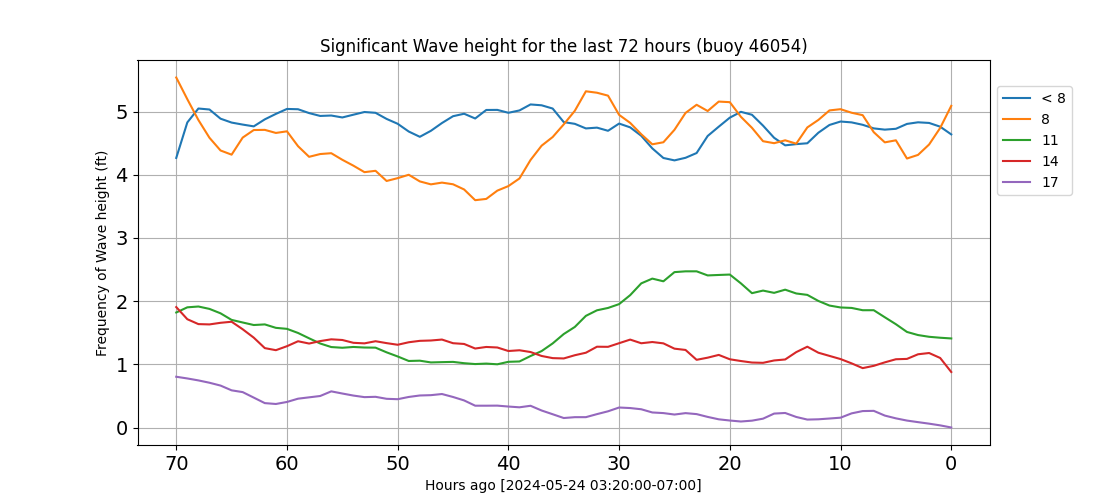 Significant Wave height for the last 72 hours (buoy 46054)
Frequency of Wave height (ft)
5
4
3
2
1
0
70 60 50 40 30 20 10 0
Hours ago [2024-05-24 03:20:00-07:00]
< 8
8
11
14
17